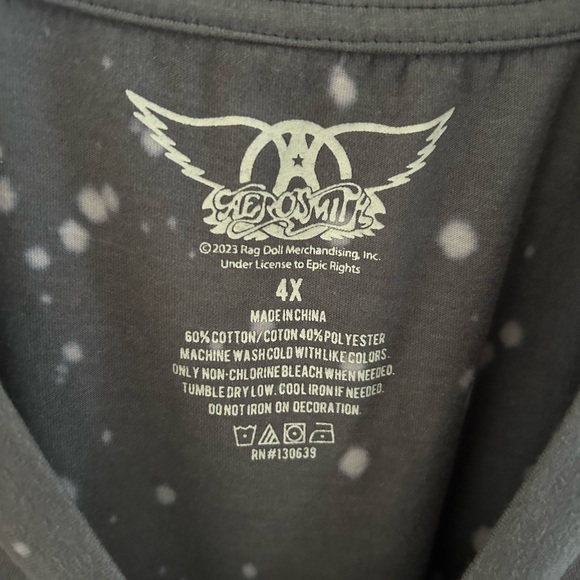 AEROSMITH
©2023 Rag Doll Merchandising, Inc.
Under License to Epic Rights
4X
MADE IN CHINA
60% COTTON/COTON 40% POLYESTER
MACHINE WASH COLD WITH LIKE COLORS.
ONLY NON-CHLORINE BLEACH WHEN NEEDED.
TUMBLE DRY LOW. COOL IRON IF NEEDED.
DO NOT IRON ON DECORATION.
RN#130639